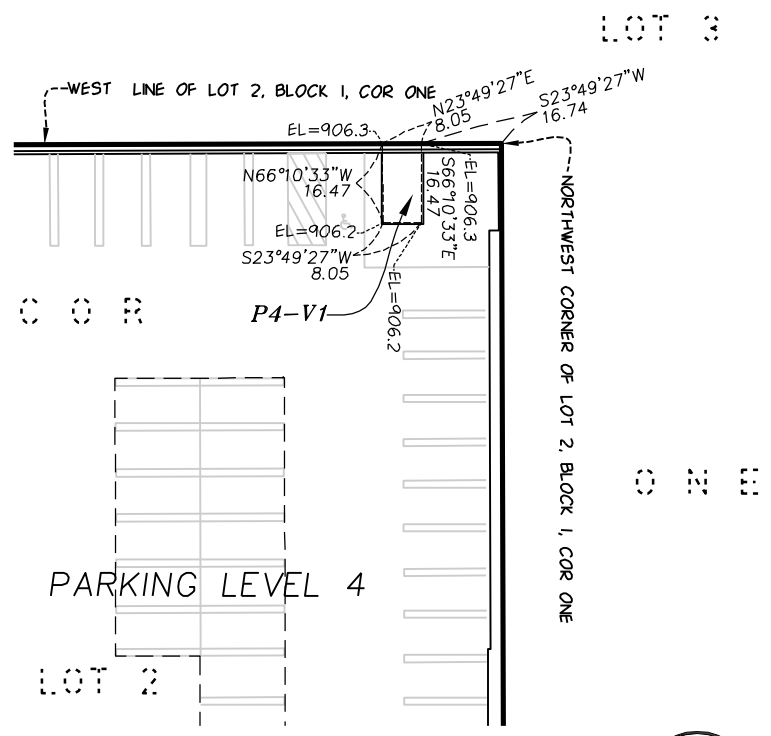 LOT 3
WEST LINE OF LOT 2, BLOCK 1, COR ONE
N23°49'27"E
8.05
S23°49'27"W
16.74
EL=906.3
N66°10'33"W
16.47
S66°10'33"E
16.47
EL=906.3
EL=906.2
S23°49'27"W
8.05
EL=906.2
P4-V1
NORTHWEST CORNER OF LOT 2, BLOCK 1, COR ONE
COR
ONE
PARKING LEVEL 4
LOT 2